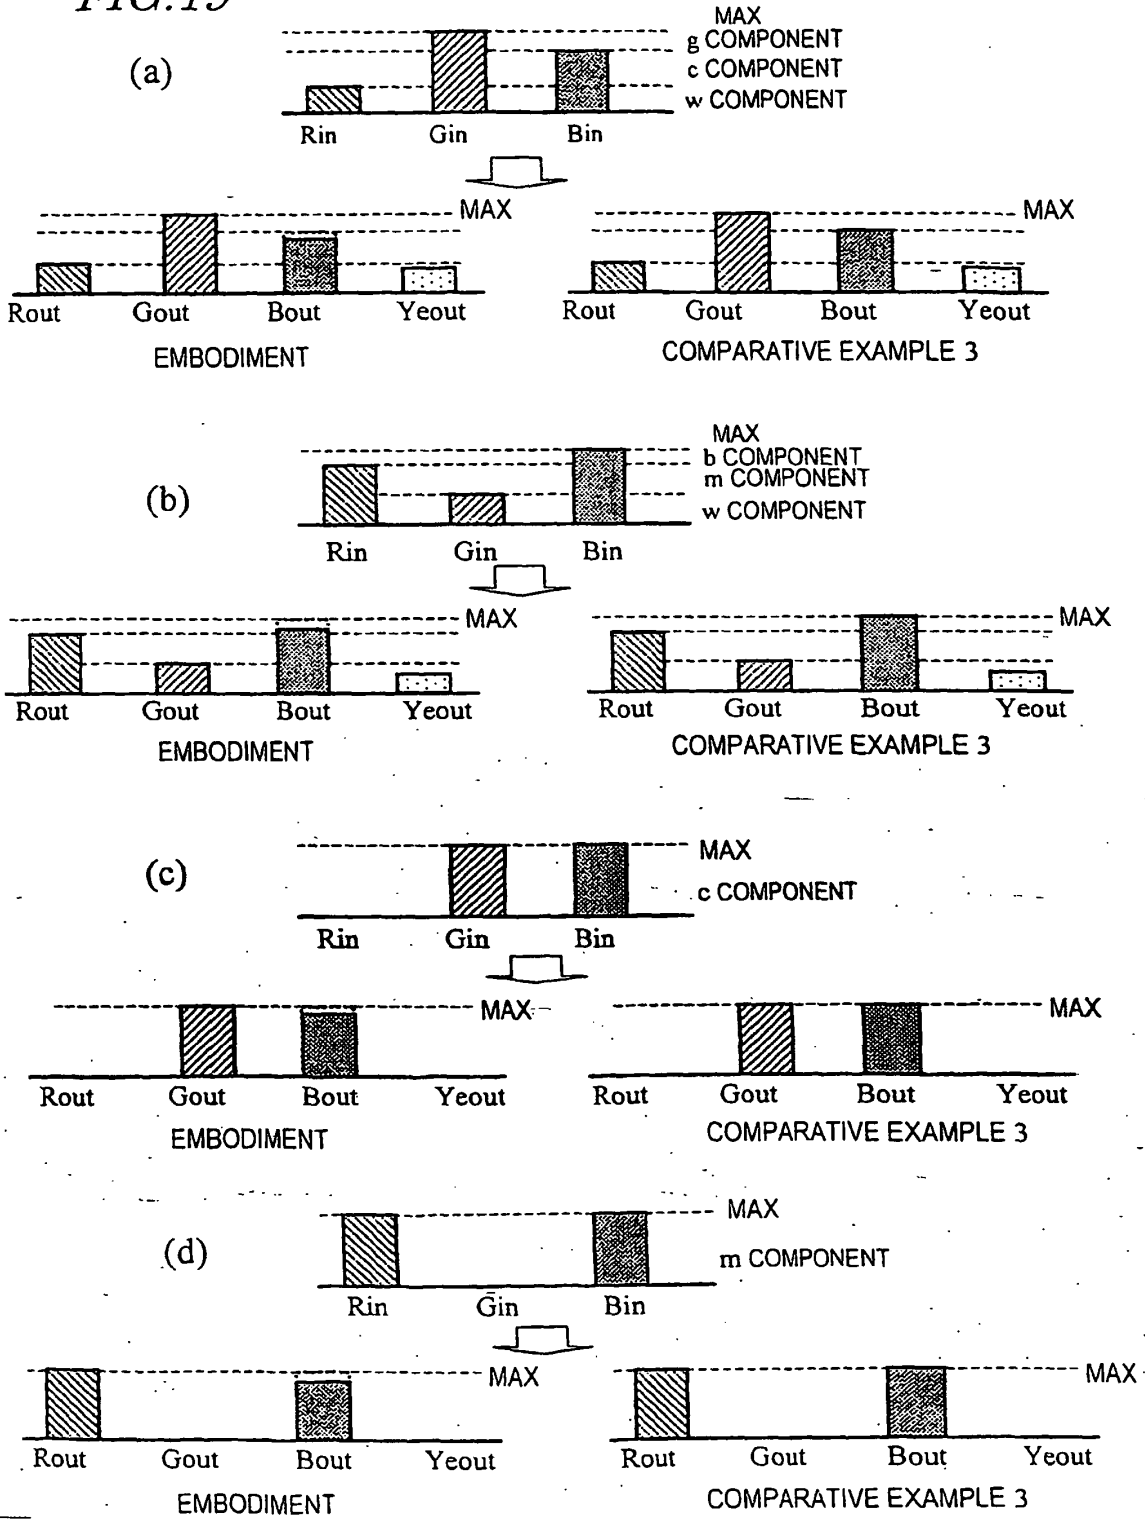 FIG.19
(a)
MAX
g COMPONENT
c COMPONENT
w COMPONENT
Rin Gin Bin
MAX MAX
Rout Gout Bout Yeout Rout Gout Bout Yeout
EMBODIMENT COMPARATIVE EXAMPLE 3
(b)
MAX
b COMPONENT
m COMPONENT
w COMPONENT
Rin Gin Bin
MAX MAX
Rout Gout Bout Yeout Rout Gout Bout Yeout
EMBODIMENT COMPARATIVE EXAMPLE 3
(c)
MAX
c COMPONENT
Rin Gin Bin
MAX MAX
Rout Gout Bout Yeout Rout Gout Bout Yeout
EMBODIMENT COMPARATIVE EXAMPLE 3
(d)
MAX
m COMPONENT
Rin Gin Bin
MAX MAX
Rout Gout Bout Yeout Rout Gout Bout Yeout
EMBODIMENT COMPARATIVE EXAMPLE 3